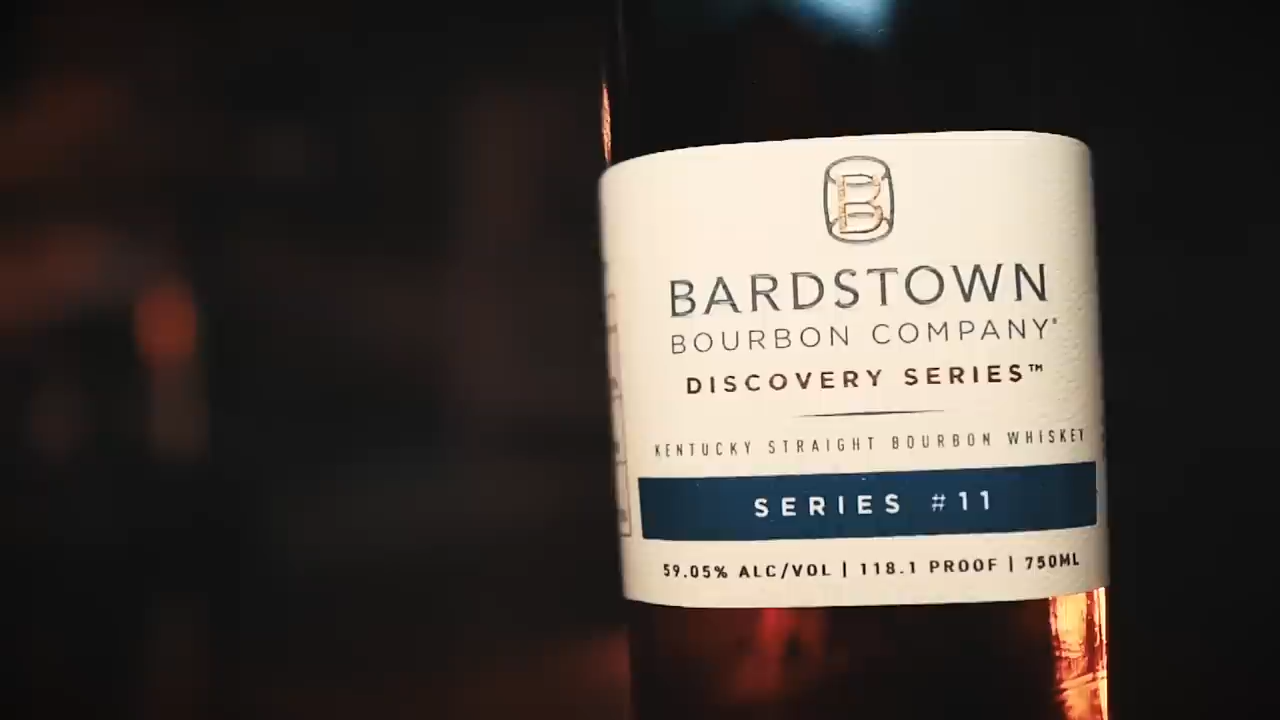 B
BARDSTOWN
BOURBON COMPANY®
DISCOVERY SERIES™
KENTUCKY STRAIGHT BOURBON WHISKEY
SERIES #11
59.05% ALC/VOL | 118.1 PROOF | 750ML